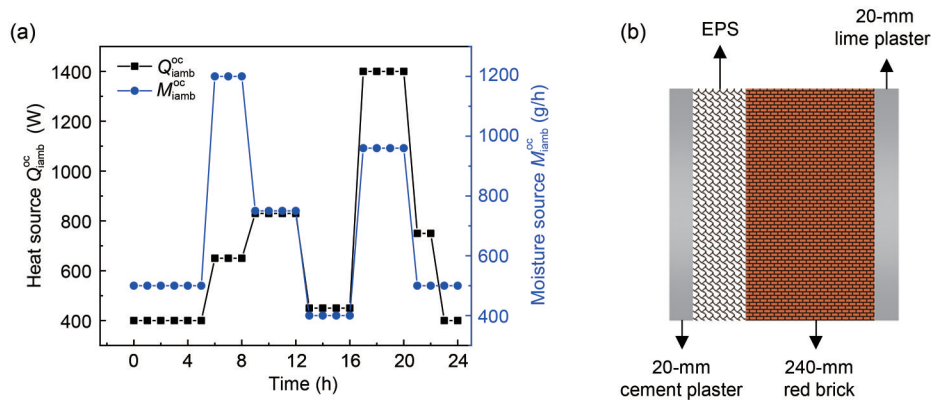 (a)
Q^oc_iamb
M^oc_iamb
1400
1200
1000
800
600
400
Heat source Q^oc_iamb (W)
1200
1000
800
600
400
Moisture source M^oc_iamb (g/h)
0 4 8 12 16 20 24
Time (h)
(b)
EPS
20-mm
lime plaster
20-mm
cement plaster
240-mm
red brick